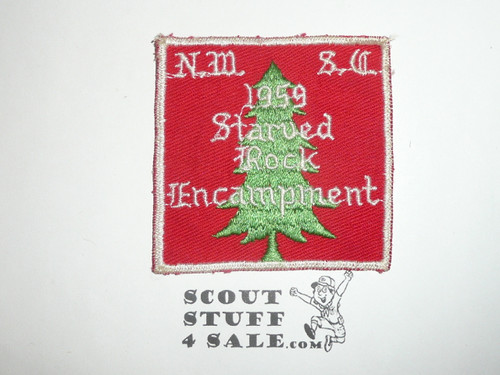 N.W. S.C.
1959
Starved
Rock
Encampment
SCOUT
STUFF
4 SALE.com